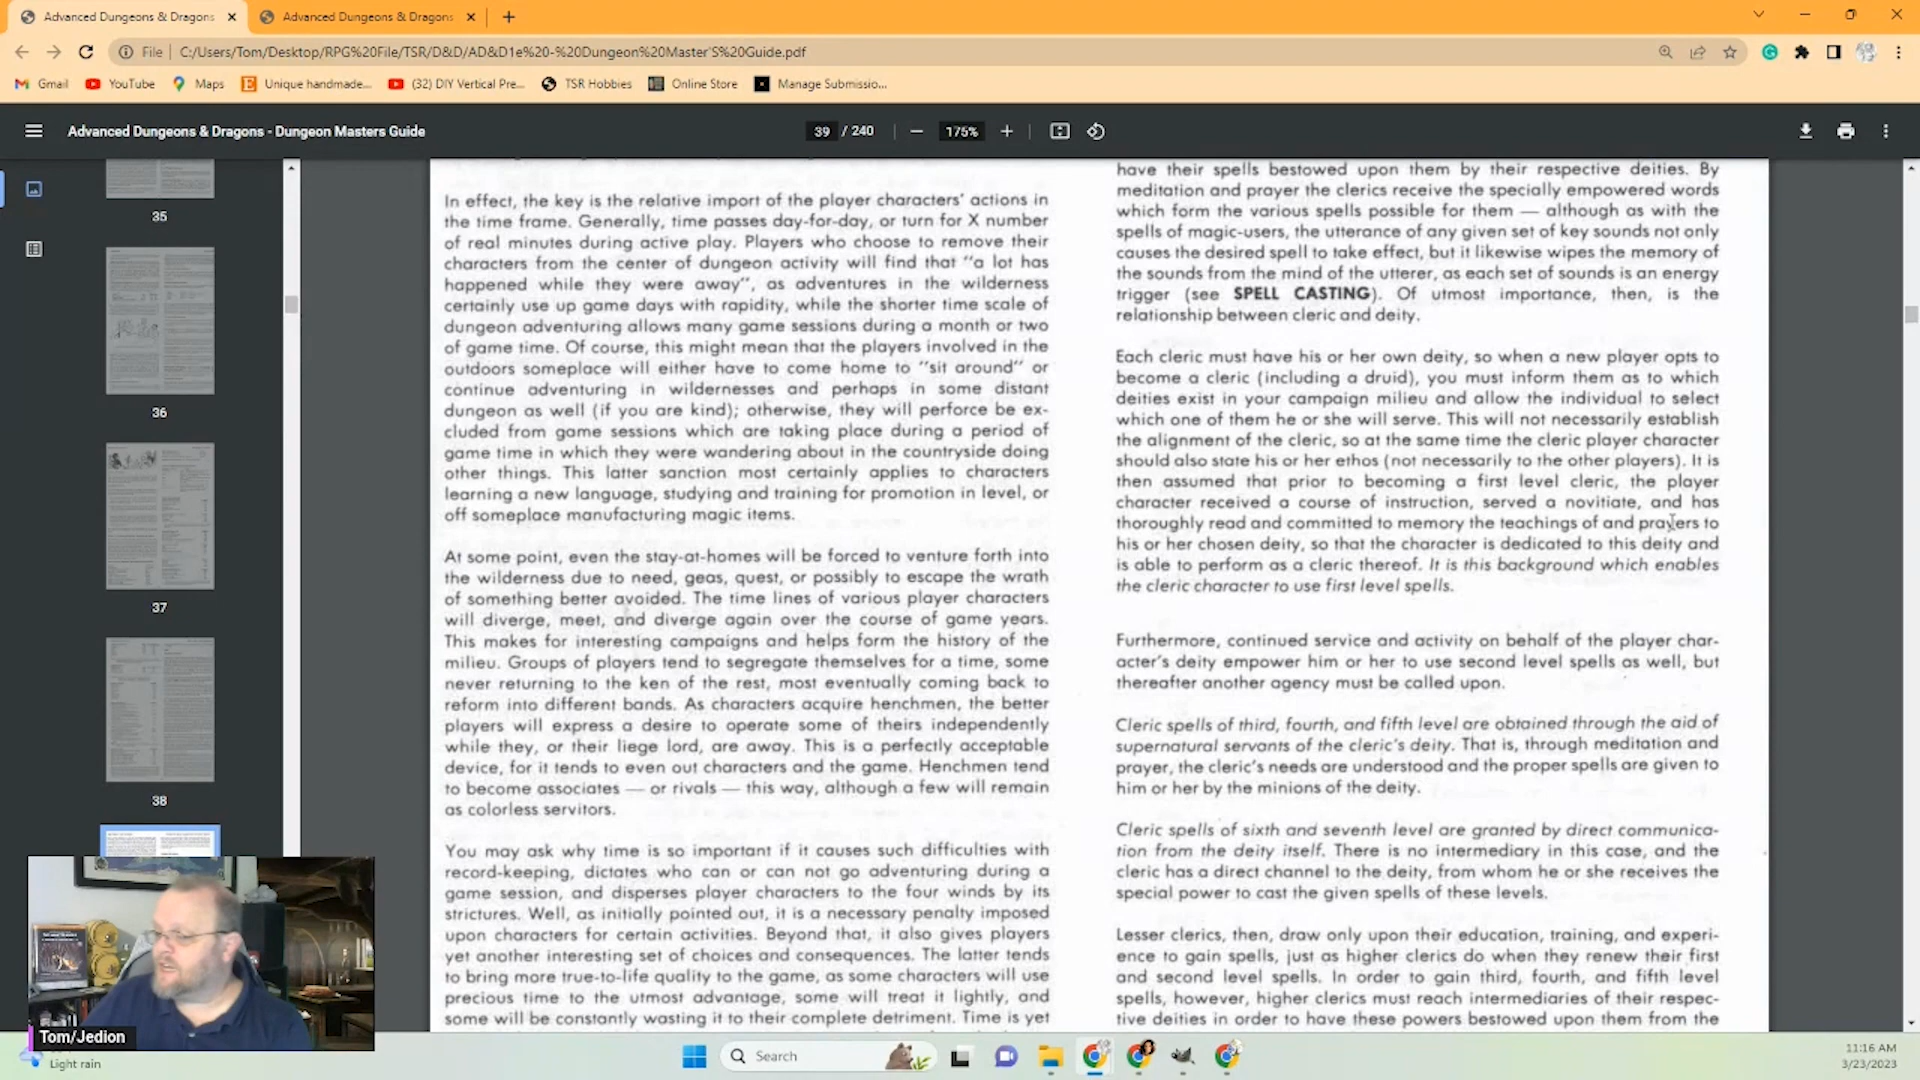 Advanced Dungeons & Dragons
Advanced Dungeons & Dragons
File
C:/Users/Tom/Desktop/RPG%20File/TSR/D&D/AD&D1e%20-%20Dungeon%20Master'S%20Guide.pdf
Gmail
YouTube
Maps
Unique handmade...
(32) DIY Vertical Pre...
TSR Hobbies
Online Store
Manage Submissio...
Advanced Dungeons & Dragons - Dungeon Masters Guide
39 / 240
175%
35
36
37
38
In effect, the key is the relative import of the player characters' actions in
the time frame. Generally, time passes day-for-day, or turn for X number
of real minutes during active play. Players who choose to remove their
characters from the center of dungeon activity will find that "a lot has
happened while they were away", as adventures in the wilderness
certainly use up game days with rapidity, while the shorter time scale of
dungeon adventuring allows many game sessions during a month or two
of game time. Of course, this might mean that the players involved in the
outdoors someplace will either have to come home to "sit around" or
continue adventuring in wildernesses and perhaps in some distant
dungeon as well (if you are kind); otherwise, they will perforce be ex-
cluded from game sessions which are taking place during a period of
game time in which they were wandering about in the countryside doing
other things. This latter sanction most certainly applies to characters
learning a new language, studying and training for promotion in level, or
off someplace manufacturing magic items.
At some point, even the stay-at-homes will be forced to venture forth into
the wilderness due to need, geas, quest, or possibly to escape the wrath
of something better avoided. The time lines of various player characters
will diverge, meet, and diverge again over the course of game years.
This makes for interesting campaigns and helps form the history of the
milieu. Groups of players tend to segregate themselves for a time, some
never returning to the ken of the rest, most eventually coming back to
reform into different bands. As characters acquire henchmen, the better
players will express a desire to operate some of theirs independently
while they, or their liege lord, are away. This is a perfectly acceptable
device, for it tends to even out characters and the game. Henchmen tend
to become associates — or rivals — this way, although a few will remain
as colorless servitors.
You may ask why time is so important if it causes such difficulties with
record-keeping, dictates who can or can not go adventuring during a
game session, and disperses player characters to the four winds by its
strictures. Well, as initially pointed out, it is a necessary penalty imposed
upon characters for certain activities. Beyond that, it also gives players
yet another interesting set of choices and consequences. The latter tends
to bring more true-to-life quality to the game, as some characters will use
precious time to the utmost advantage, some will treat it lightly, and
some will be constantly wasting it to their complete detriment. Time is yet
have their spells bestowed upon them by their respective deities. By
meditation and prayer the clerics receive the specially empowered words
which form the various spells possible for them — although as with the
spells of magic-users, the utterance of any given set of key sounds not only
causes the desired spell to take effect, but it likewise wipes the memory of
the sounds from the mind of the utterer, as each set of sounds is an energy
trigger (see SPELL CASTING). Of utmost importance, then, is the
relationship between cleric and deity.
Each cleric must have his or her own deity, so when a new player opts to
become a cleric (including a druid), you must inform them as to which
deities exist in your campaign milieu and allow the individual to select
which one of them he or she will serve. This will not necessarily establish
the alignment of the cleric, so at the same time the cleric player character
should also state his or her ethos (not necessarily to the other players). It is
then assumed that prior to becoming a first level cleric, the player
character received a course of instruction, served a novitiate, and has
thoroughly read and committed to memory the teachings of and prayers to
his or her chosen deity, so that the character is dedicated to this deity and
is able to perform as a cleric thereof. It is this background which enables
the cleric character to use first level spells.
Furthermore, continued service and activity on behalf of the player char-
acter's deity empower him or her to use second level spells as well, but
thereafter another agency must be called upon.
Cleric spells of third, fourth, and fifth level are obtained through the aid of
supernatural servants of the cleric's deity. That is, through meditation and
prayer, the cleric's needs are understood and the proper spells are given to
him or her by the minions of the deity.
Cleric spells of sixth and seventh level are granted by direct communica-
tion from the deity itself. There is no intermediary in this case, and the
cleric has a direct channel to the deity, from whom he or she receives the
special power to cast the given spells of these levels.
Lesser clerics, then, draw only upon their education, training, and experi-
ence to gain spells, just as higher clerics do when they renew their first
and second level spells. In order to gain third, fourth, and fifth level
spells, however, higher clerics must reach intermediaries of their respec-
tive deities in order to have these powers bestowed upon them from the
Tom/Jedion
Light rain
Search
11:16 AM
3/23/2023